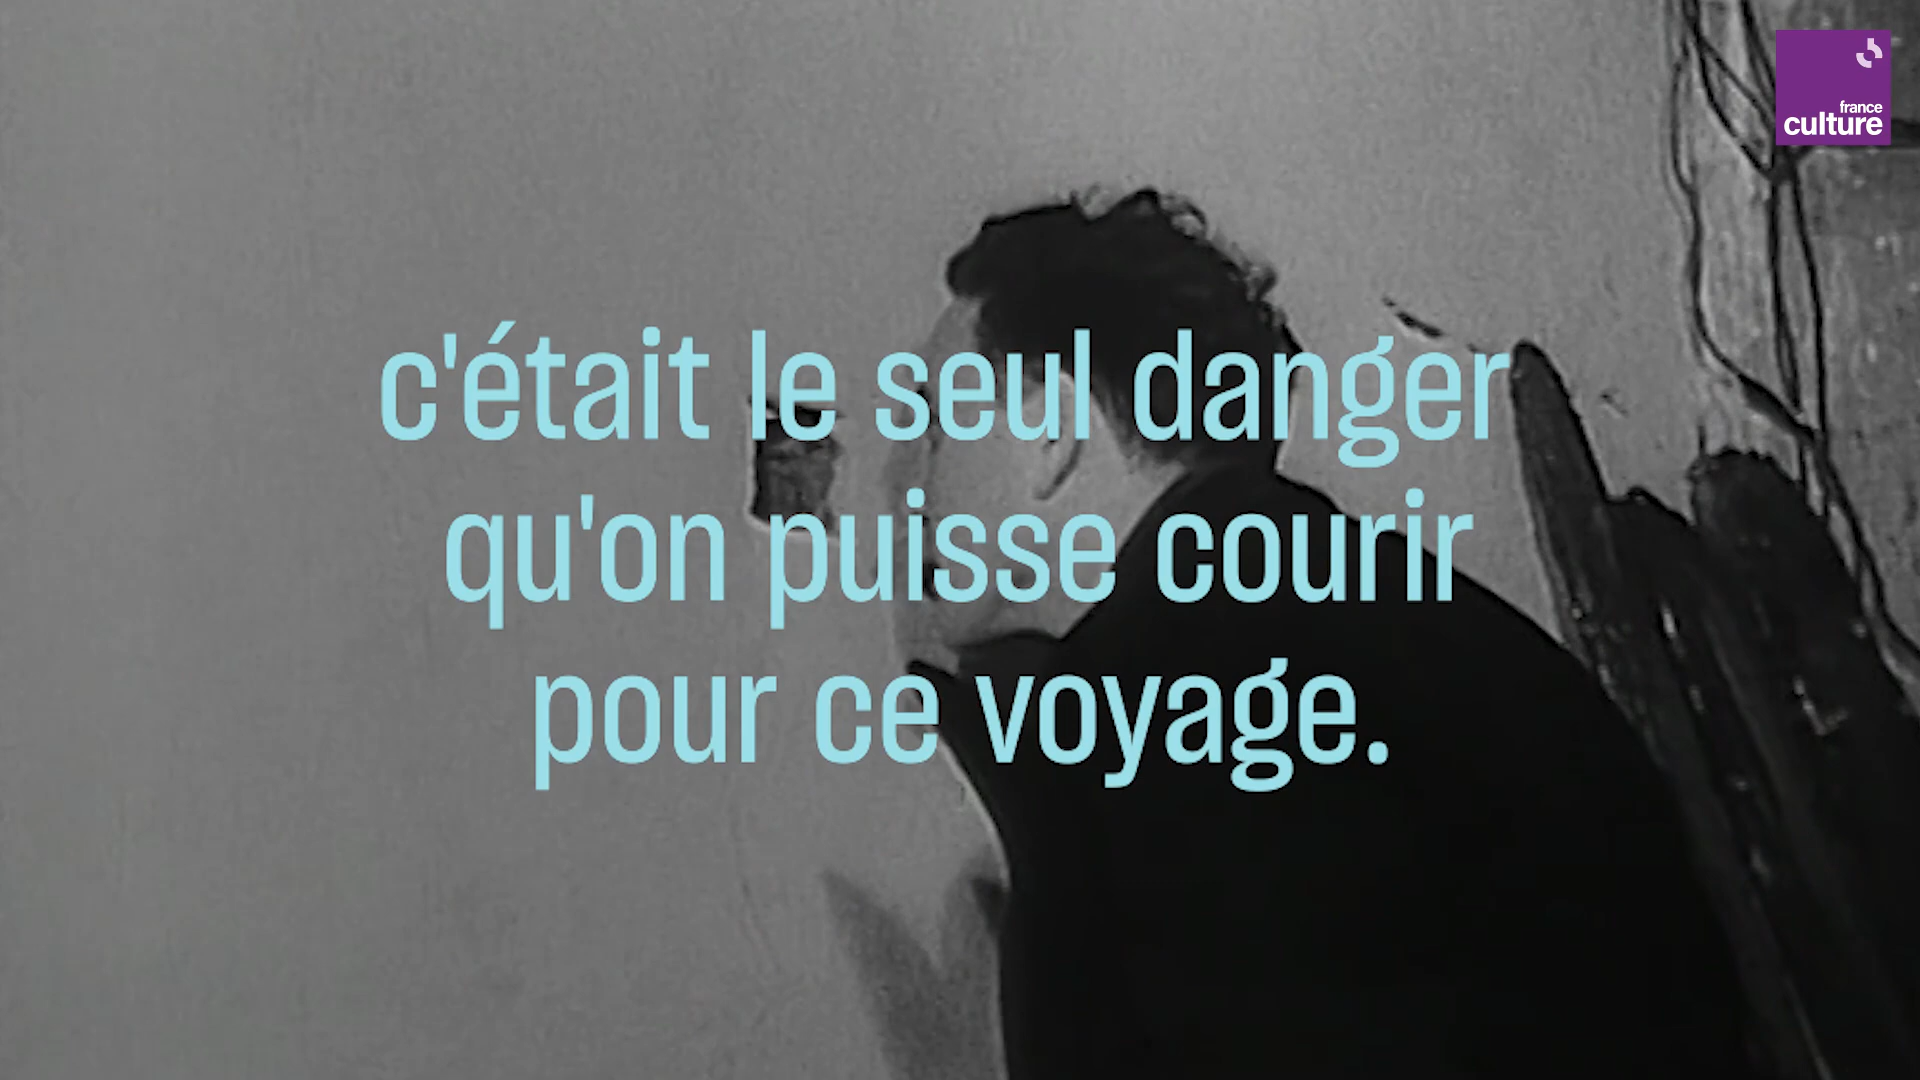 france
culture
c'était le seul danger
qu'on puisse courir
pour ce voyage.